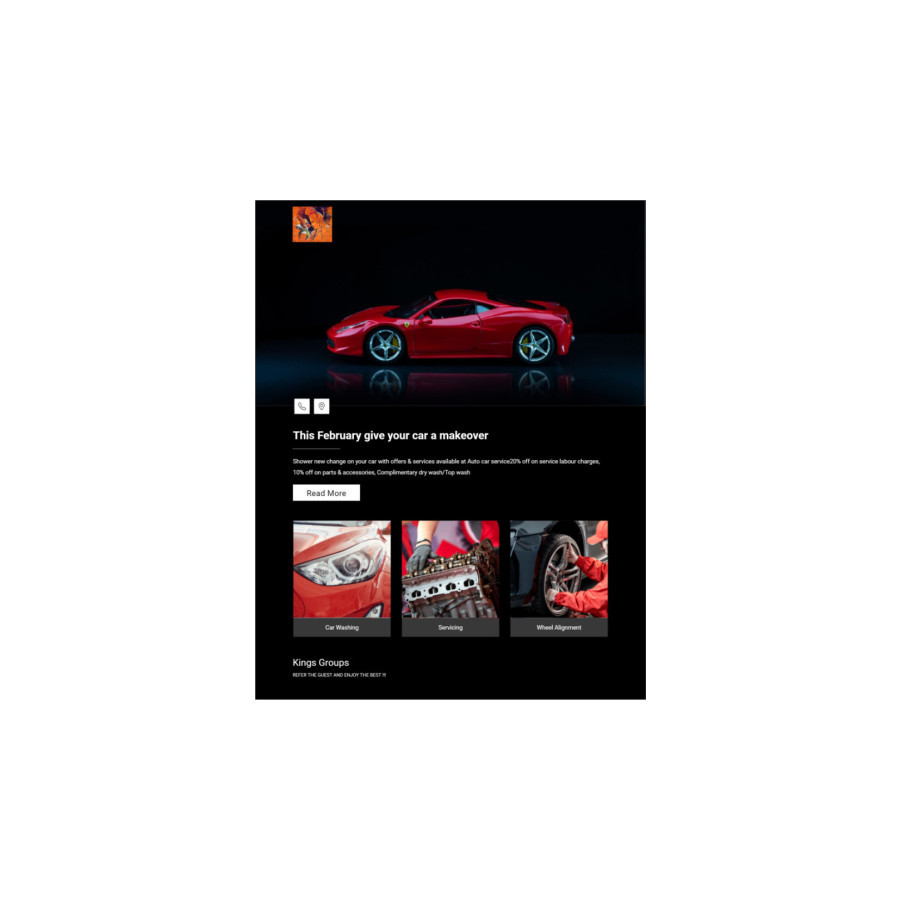 This February give your car a makeover
Shower new change on your car with offers & services available at Auto car service20% off on service labour charges,
10% off on parts & accessories, Complimentary dry wash/Top wash
Read More
Car Washing
Servicing
Wheel Alignment
Kings Groups
REFER THE GUEST AND ENJOY THE BEST !!!